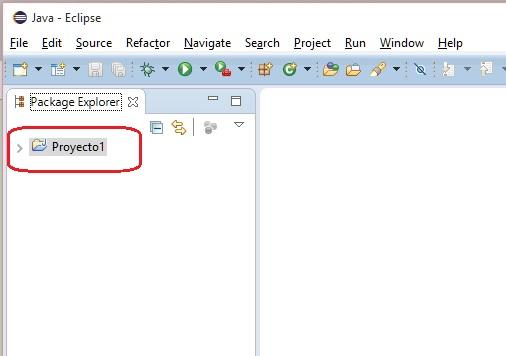 Java - Eclipse
File Edit Source Refactor Navigate Search Project Run Window Help
Package Explorer
Proyecto1